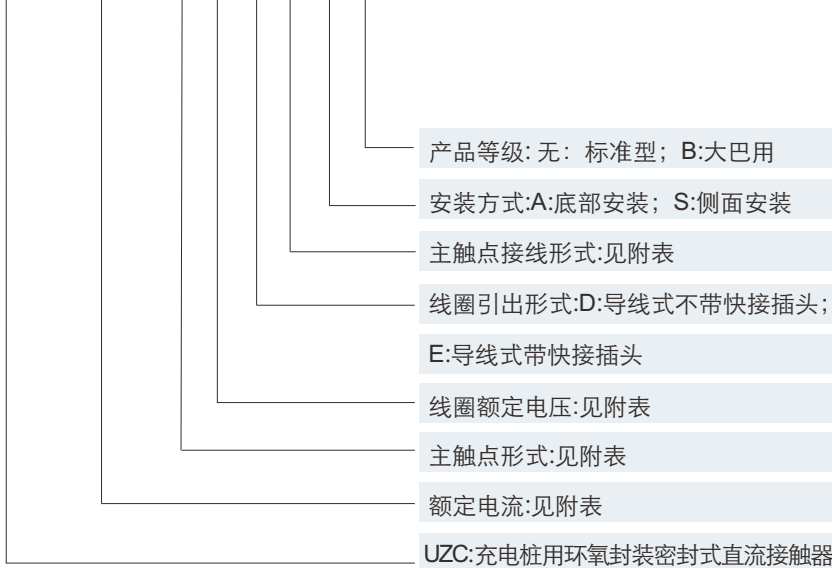 产品等级: 无：标准型；B:大巴用
安装方式:A:底部安装；S:侧面安装
主触点接线形式:见附表
线圈引出形式:D:导线式不带快接插头；
E:导线式带快接插头
线圈额定电压:见附表
主触点形式:见附表
额定电流:见附表
UZC:充电桩用环氧封装密封式直流接触器